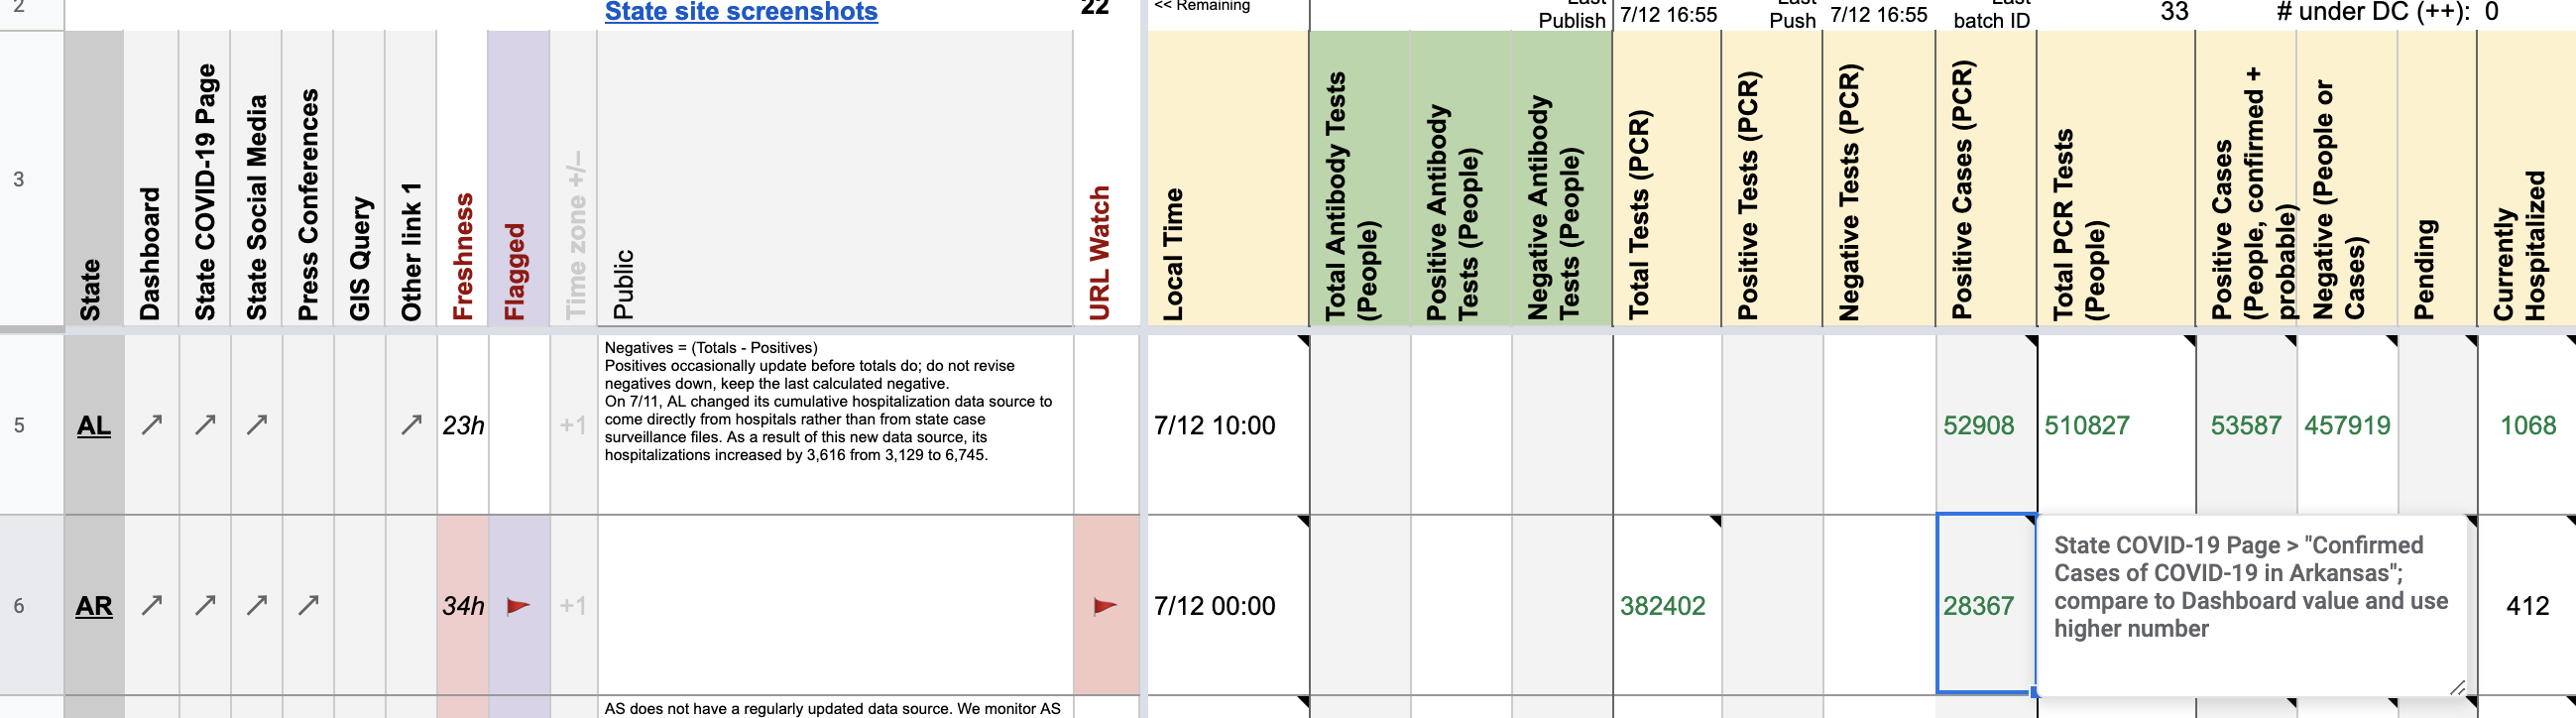 2
State site screenshots
22
<< Remaining
Last
Publish
7/12 16:55
Last
Push
7/12 16:55
Last
batch ID
33
# under DC (++): 0
3
State
Dashboard
State COVID-19 Page
State Social Media
Press Conferences
GIS Query
Other link 1
Freshness
Flagged
Time zone +/–
Public
URL Watch
Local Time
Total Antibody Tests
(People)
Positive Antibody
Tests (People)
Negative Antibody
Tests (People)
Total Tests (PCR)
Positive Tests (PCR)
Negative Tests (PCR)
Positive Cases (PCR)
Total PCR Tests
(People)
Positive Cases
(People, confirmed +
probable)
Negative (People or
Cases)
Pending
Currently
Hospitalized
5
AL
23h
+1
Negatives = (Totals - Positives)
Positives occasionally update before totals do; do not revise
negatives down, keep the last calculated negative.
On 7/11, AL changed its cumulative hospitalization data source to
come directly from hospitals rather than from state case
surveillance files. As a result of this new data source, its
hospitalizations increased by 3,616 from 3,129 to 6,745.
7/12 10:00
52908
510827
53587
457919
1068
6
AR
34h
+1
7/12 00:00
382402
28367
State COVID-19 Page > "Confirmed
Cases of COVID-19 in Arkansas";
compare to Dashboard value and use
higher number
412
AS does not have a regularly updated data source. We monitor AS